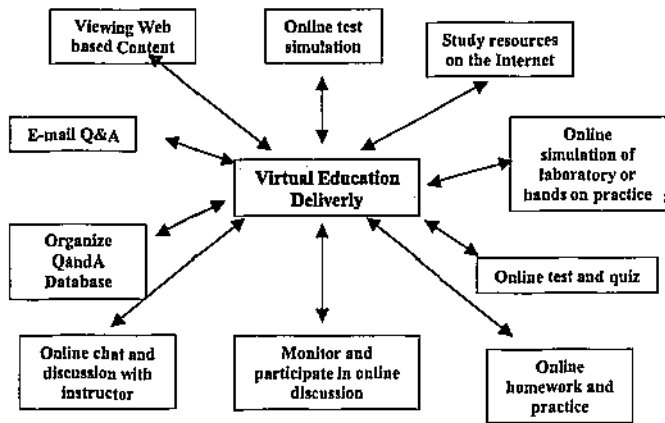 Viewing Web
based Content
Online test
simulation
Study resources
on the Internet
E-mail Q&A
Online
simulation of
laboratory or
hands on practice
Virtual Education
Deliverly
Organize
QandA
Database
Online test and quiz
Online chat and
discussion with
instructor
Monitor and
participate in online
discussion
Online
homework and
practice